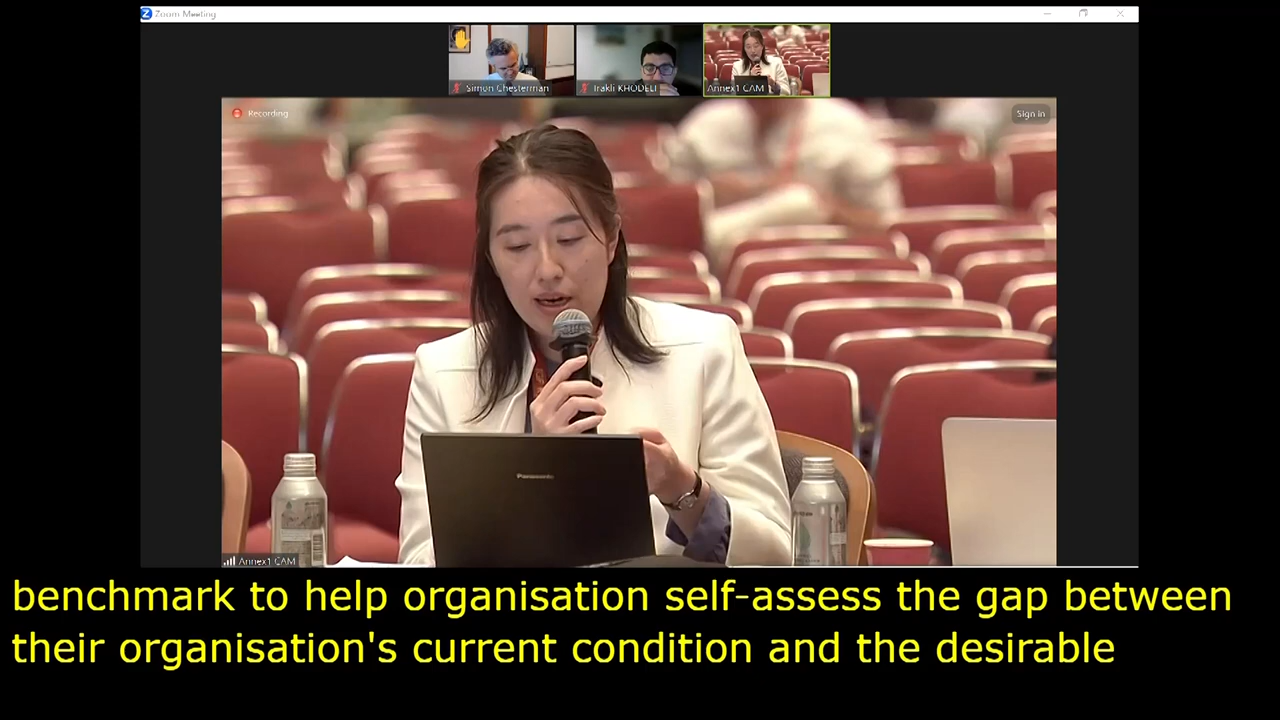 Zoom Meeting
Simon Chesterman
Irakli KHODELI
Annex1 CAM
Recording
Sign in
Panasonic
Annex1 CAM
benchmark to help organisation self-assess the gap between
their organisation's current condition and the desirable